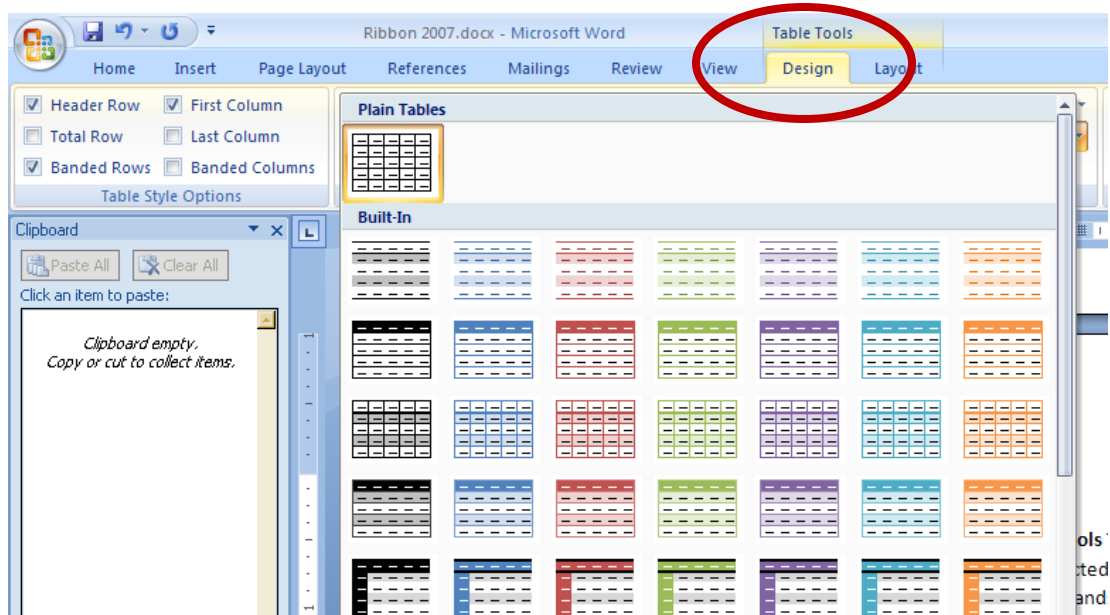 Ribbon 2007.docx - Microsoft Word
Table Tools
Home Insert Page Layout References Mailings Review View Design Layout
Header Row First Column
Total Row Last Column
Banded Rows Banded Columns
Table Style Options
Plain Tables
Built-In
Clipboard
Paste All Clear All
Click an item to paste:
Clipboard empty.
Copy or cut to collect items.
ols
cted
and